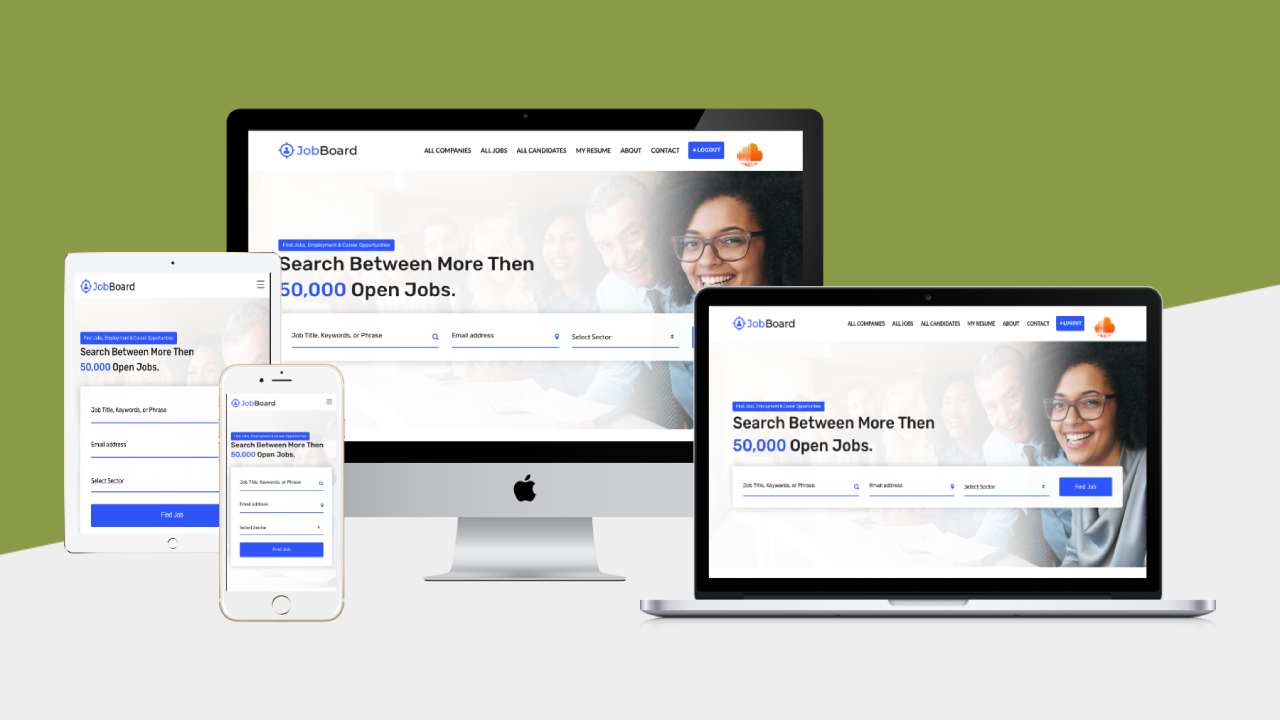 JobBoard
ALL COMPANIES ALL JOBS ALL CANDIDATES MY RESUME ABOUT CONTACT LOGOUT
Find Jobs, Employment & Career Opportunities
Search Between More Then
50,000 Open Jobs.
Job Title, Keywords, or Phrase Email address Select Sector
JobBoard
Find Jobs, Employment & Career Opportunities
Search Between More Then
50,000 Open Jobs.
Job Title, Keywords, or Phrase
Email address
Select Sector
Find Job
JobBoard
Find Jobs, Employment & Career Opportunities
Search Between More Then
50,000 Open Jobs.
Job Title, Keywords, or Phrase
Email address
Select Sector
Find Job
JobBoard
ALL COMPANIES ALL JOBS ALL CANDIDATES MY RESUME ABOUT CONTACT LOGOUT
Find Jobs, Employment & Career Opportunities
Search Between More Then
50,000 Open Jobs.
Job Title, Keywords, or Phrase Email address Select Sector Find Job